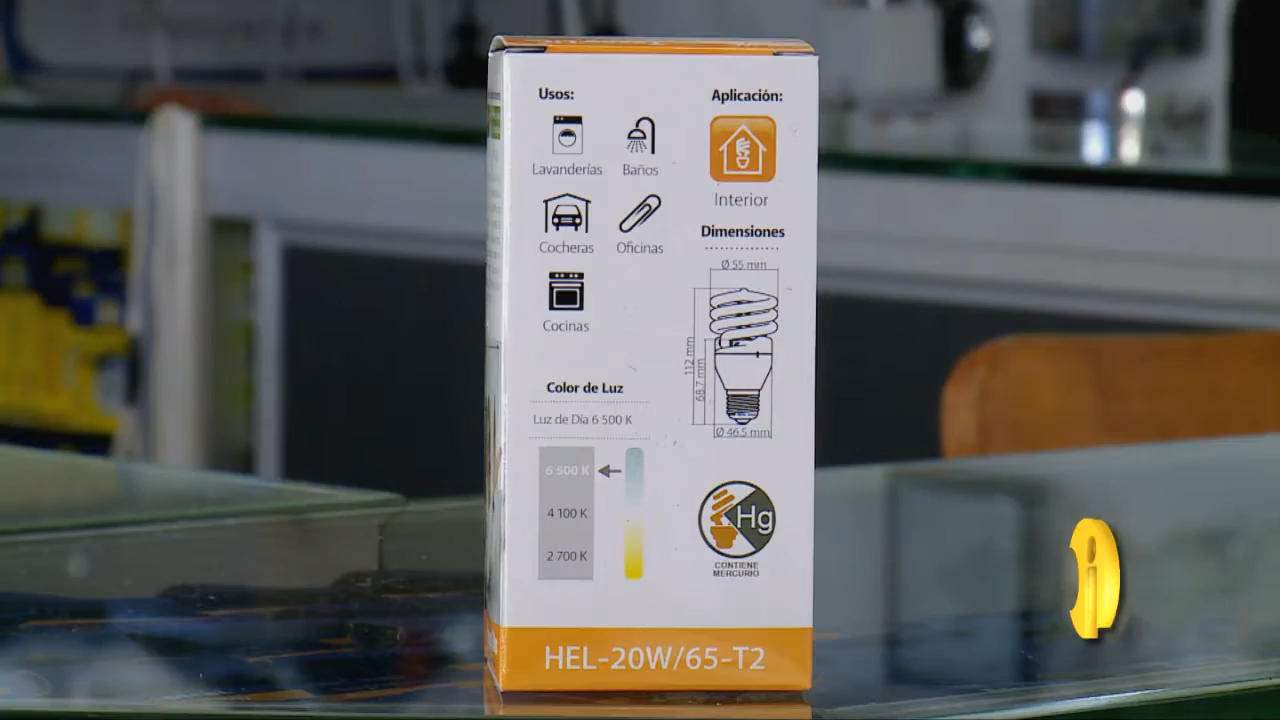 Usos:
Lavanderías
Baños
Cocheras
Oficinas
Cocinas
Aplicación:
Interior
Dimensiones
Ø 55 mm
112 mm
68.7 mm
Ø 46.5 mm
Color de Luz
Luz de Día 6 500 K
6 500 K
4 100 K
2 700 K
Hg
CONTIENE
MERCURIO
HEL-20W/65-T2